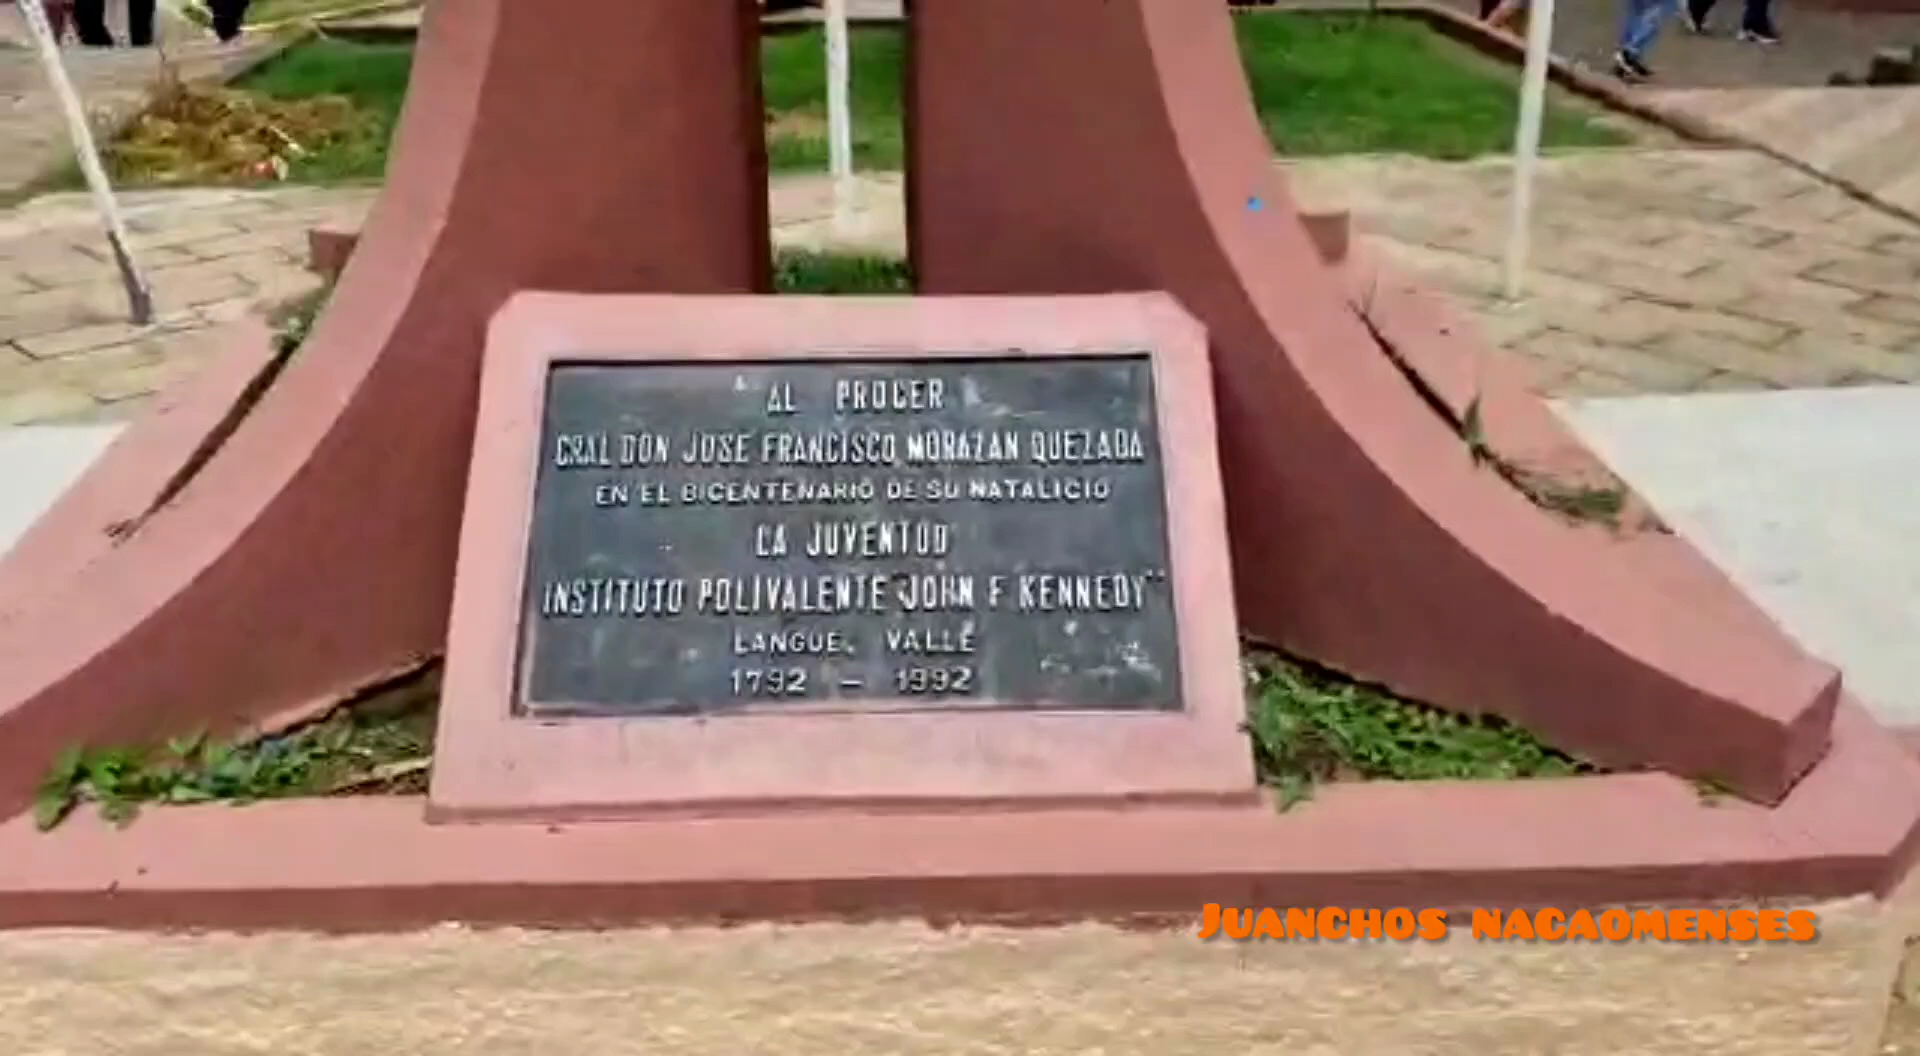 " AL PROCER
GRAL DON JOSE FRANCISCO MORAZAN QUEZADA
EN EL BICENTENARIO DE SU NATALICIO
LA JUVENTUD
INSTITUTO POLIVALENTE "JOHN F KENNEDY"
LANGUE, VALLE
1792 - 1992
JUANCHOS NACAOMENSES